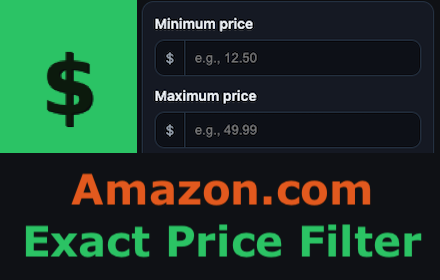 $
Minimum price
$ e.g., 12.50
Maximum price
$ e.g., 49.99
Amazon.com
Exact Price Filter